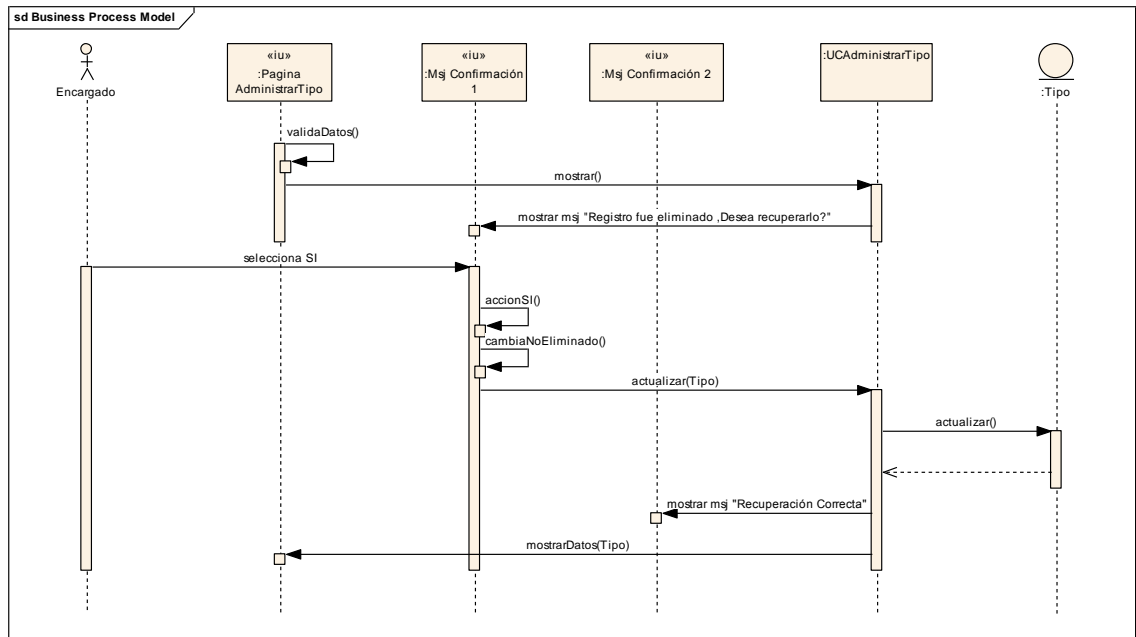 sd Business Process Model
Encargado
«iu»
:Pagina
AdministrarTipo
«iu»
:Msj Confirmación
1
«iu»
:Msj Confirmación 2
:UCAdministrarTipo
:Tipo
validaDatos()
mostrar()
mostrar msj "Registro fue eliminado ,Desea recuperarlo?"
selecciona SI
accionSI()
cambiaNoEliminado()
actualizar(Tipo)
actualizar()
mostrar msj "Recuperación Correcta"
mostrarDatos(Tipo)